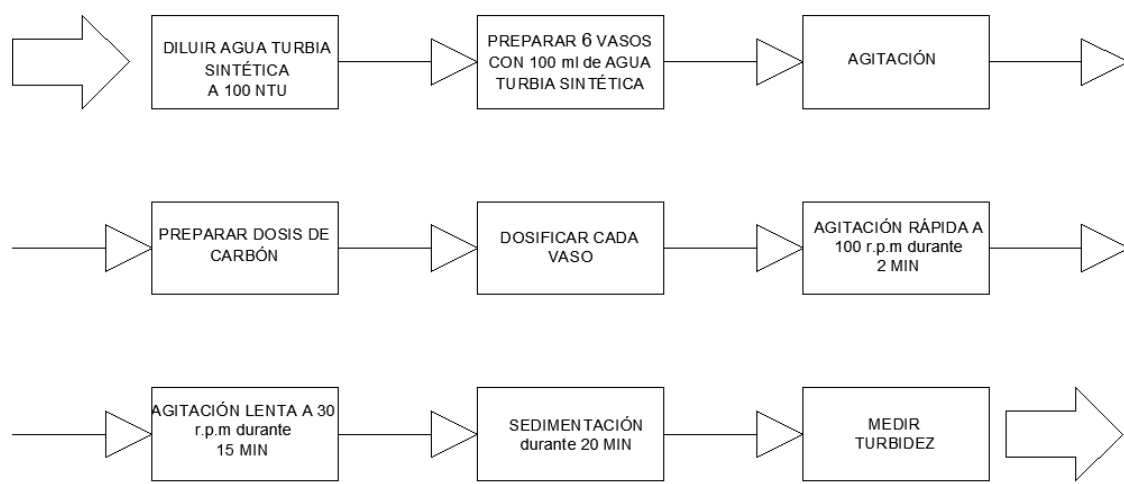 DILUIR AGUA TURBIA
SINTÉTICA
A 100 NTU
PREPARAR 6 VASOS
CON 100 ml de AGUA
TURBIA SINTÉTICA
AGITACIÓN
PREPARAR DOSIS DE
CARBÓN
DOSIFICAR CADA
VASO
AGITACIÓN RÁPIDA A
100 r.p.m durante
2 MIN
AGITACIÓN LENTA A 30
r.p.m durante
15 MIN
SEDIMENTACIÓN
durante 20 MIN
MEDIR
TURBIDEZ